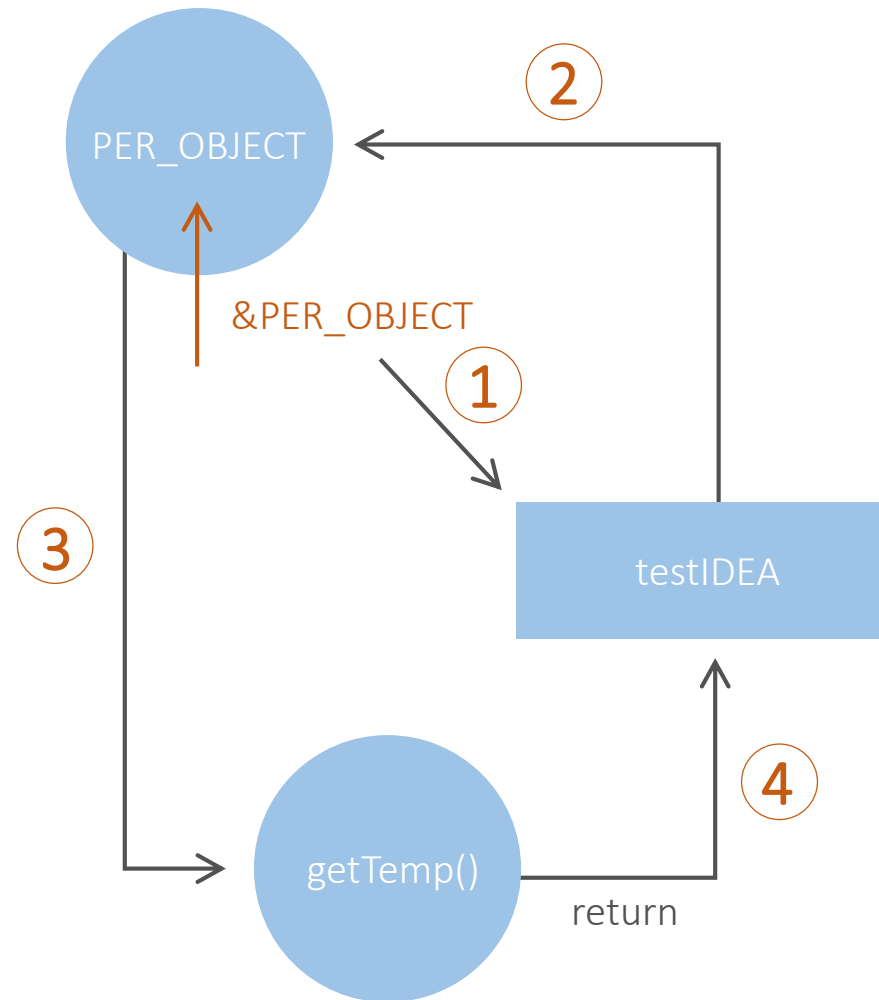 ②
PER_OBJECT
&PER_OBJECT
①
③
testIDEA
④
getTemp()
return